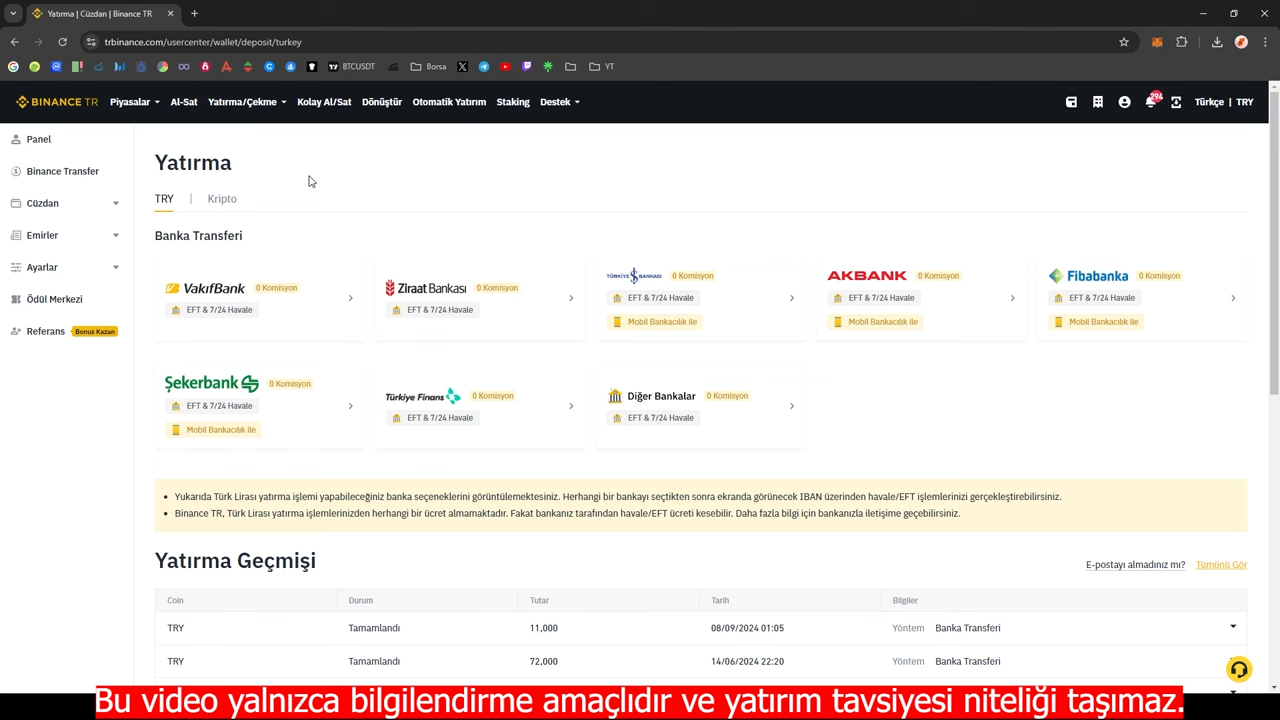 Yatırma | Cüzdan | Binance TR
trbinance.com/usercenter/wallet/deposit/turkey
BTCUSDT
Borsa
YT
BINANCE TR
Piyasalar
Al-Sat
Yatırma/Çekme
Kolay Al/Sat
Dönüştür
Otomatik Yatırım
Staking
Destek
294
Türkçe | TRY
Panel
Binance Transfer
Cüzdan
Emirler
Ayarlar
Ödül Merkezi
Referans Bonus Kazan
Yatırma
TRY | Kripto
Banka Transferi
VakıfBank 0 Komisyon
EFT & 7/24 Havale
Ziraat Bankası 0 Komisyon
EFT & 7/24 Havale
TÜRKİYE İŞ BANKASI 0 Komisyon
EFT & 7/24 Havale
Mobil Bankacılık ile
AKBANK 0 Komisyon
EFT & 7/24 Havale
Mobil Bankacılık ile
Fibabanka 0 Komisyon
EFT & 7/24 Havale
Mobil Bankacılık ile
Şekerbank 0 Komisyon
EFT & 7/24 Havale
Mobil Bankacılık ile
Türkiye Finans 0 Komisyon
EFT & 7/24 Havale
Diğer Bankalar 0 Komisyon
EFT & 7/24 Havale
Yukarıda Türk Lirası yatırma işlemi yapabileceğiniz banka seçeneklerini görüntülemektesiniz. Herhangi bir bankayı seçtikten sonra ekranda görünecek IBAN üzerinden havale/EFT işlemlerinizi gerçekleştirebilirsiniz.
Binance TR, Türk Lirası yatırma işlemlerinizden herhangi bir ücret almamaktadır. Fakat bankanız tarafından havale/EFT ücreti kesebilir. Daha fazla bilgi için bankanızla iletişime geçebilirsiniz.
Yatırma Geçmişi
E-postayı almadınız mı? Tümünü Gör
Coin Durum Tutar Tarih Bilgiler
TRY Tamamlandı 11,000 08/09/2024 01:05 Yöntem Banka Transferi
TRY Tamamlandı 72,000 14/06/2024 22:20 Yöntem Banka Transferi
Bu video yalnızca bilgilendirme amaçlıdır ve yatırım tavsiyesi niteliği taşımaz.